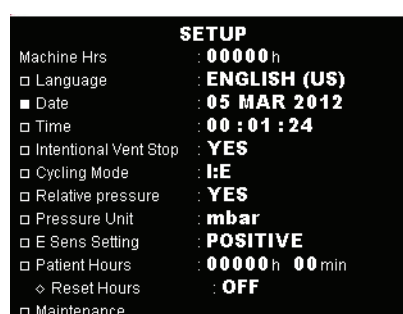 SETUP
Machine Hrs : 00000 h
Language : ENGLISH (US)
Date : 05 MAR 2012
Time : 00 : 01 : 24
Intentional Vent Stop : YES
Cycling Mode : I:E
Relative pressure : YES
Pressure Unit : mbar
E Sens Setting : POSITIVE
Patient Hours : 00000 h 00 min
Reset Hours : OFF
Maintenance